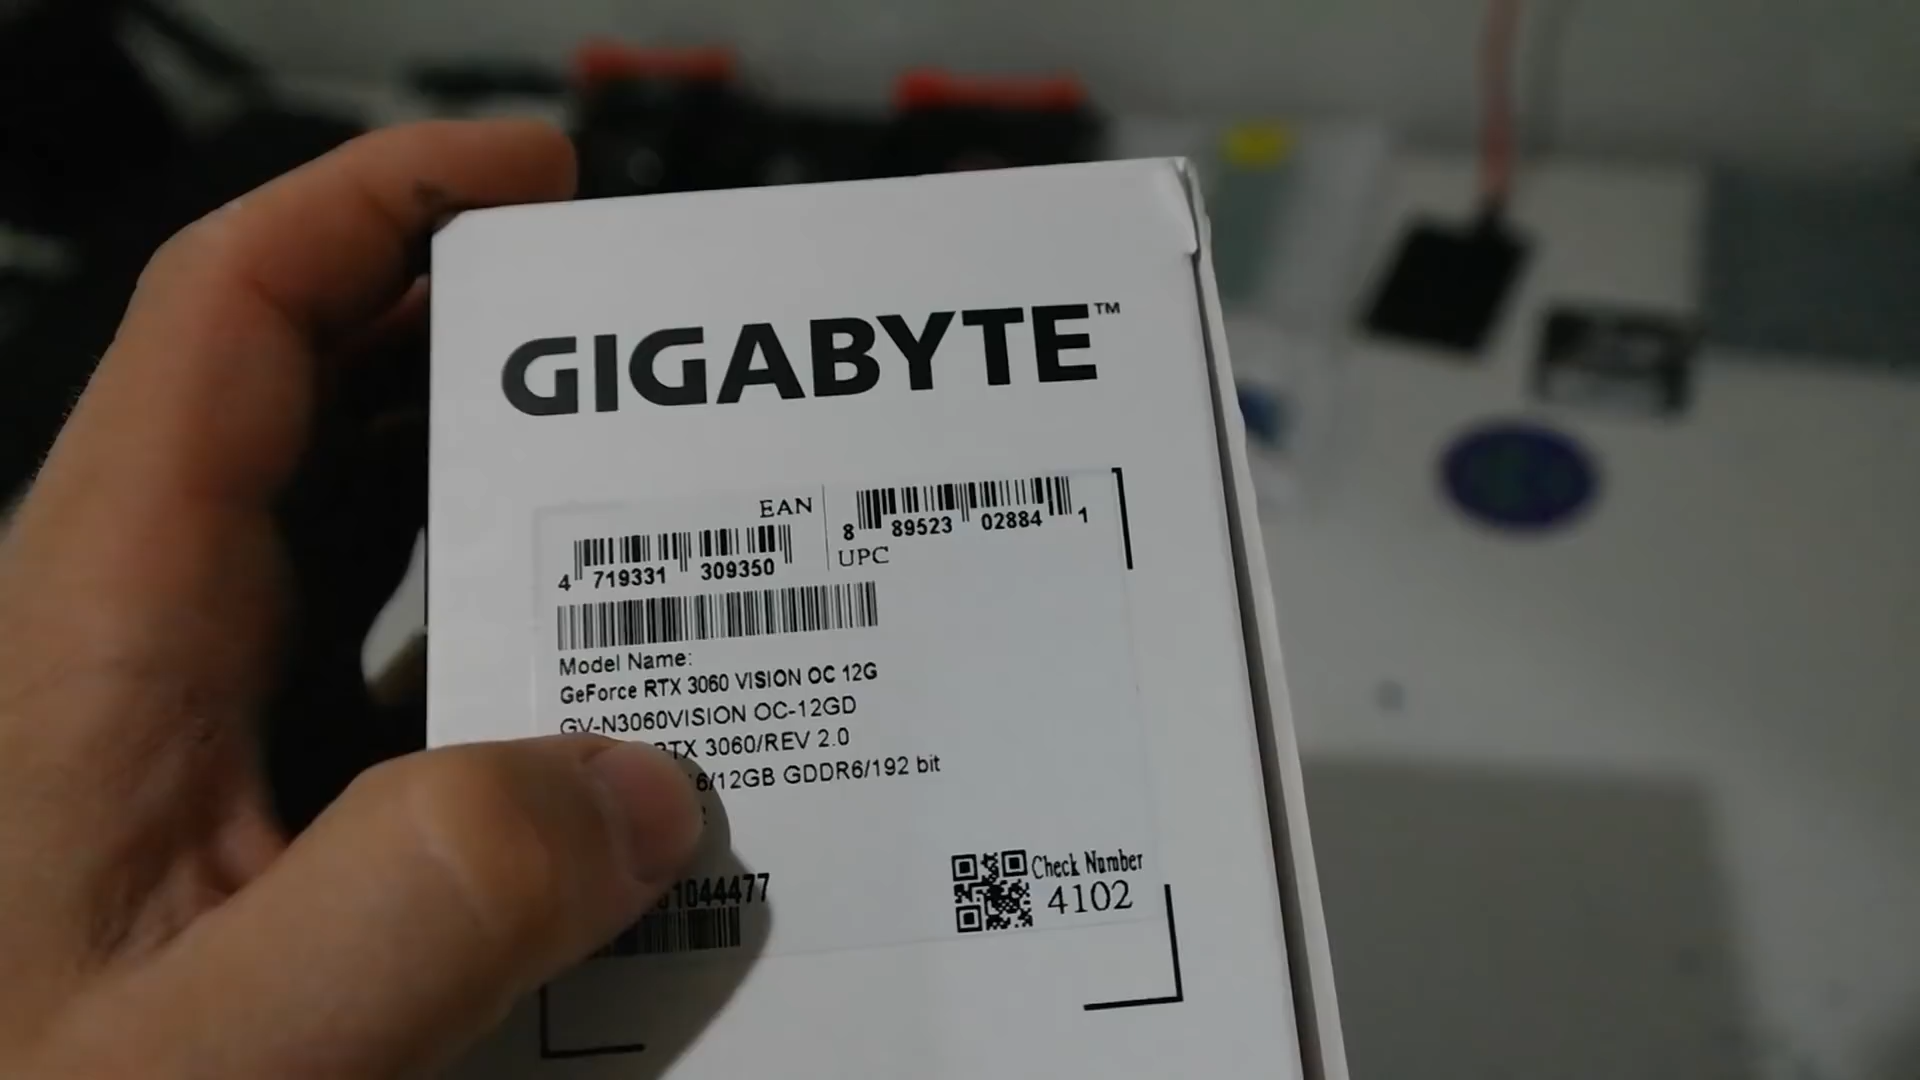 GIGABYTE™
EAN
4 719331 309350
8 89523 02884 1
UPC
Model Name:
GeForce RTX 3060 VISION OC 12G
GV-N3060VISION OC-12GD
RTX 3060/REV 2.0
6/12GB GDDR6/192 bit
1044477
Check Number
4102